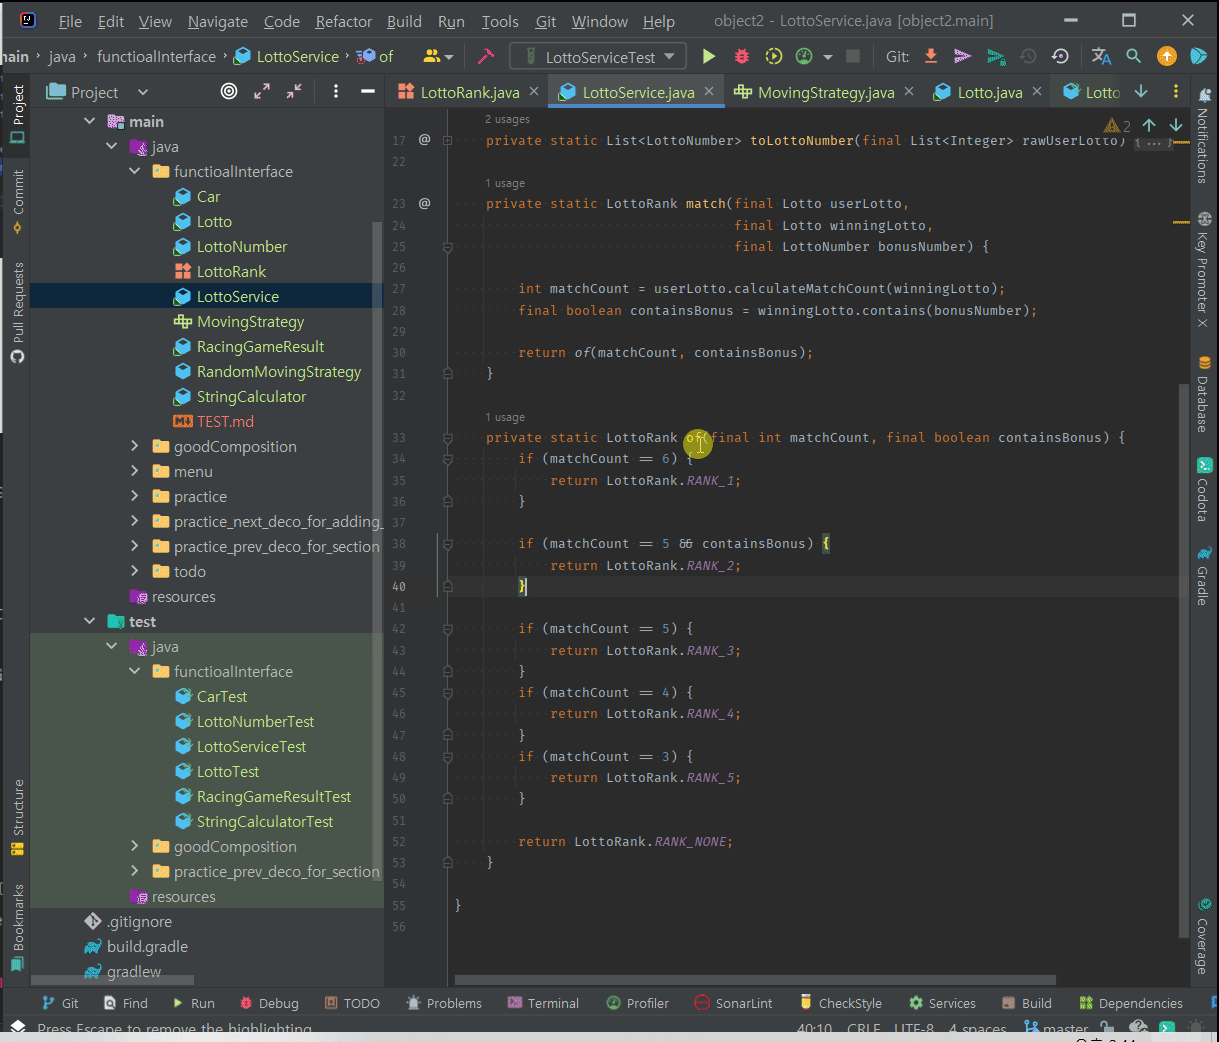 File Edit View Navigate Code Refactor Build Run Tools Git Window Help object2 - LottoService.java [object2.main]
main java functioalInterface LottoService of LottoServiceTest Git:
Project LottoRank.java LottoService.java MovingStrategy.java Lotto.java Lotto
Project
Commit
Pull Requests
Structure
Bookmarks
main
java
functioalInterface
Car
Lotto
LottoNumber
LottoRank
LottoService
MovingStrategy
RacingGameResult
RandomMovingStrategy
StringCalculator
TEST.md
goodComposition
menu
practice
practice_next_deco_for_adding_
practice_prev_deco_for_section
todo
resources
test
java
functioalInterface
CarTest
LottoNumberTest
LottoServiceTest
LottoTest
RacingGameResultTest
StringCalculatorTest
goodComposition
practice_prev_deco_for_section
resources
.gitignore
build.gradle
gradlew
2 usages
2
17 @ private static List<LottoNumber> toLottoNumber(final List<Integer> rawUserLotto) {...}
22
1 usage
23 @ private static LottoRank match(final Lotto userLotto,
24 final Lotto winningLotto,
25 final LottoNumber bonusNumber) {
26
27 int matchCount = userLotto.calculateMatchCount(winningLotto);
28 final boolean containsBonus = winningLotto.contains(bonusNumber);
29
30 return of(matchCount, containsBonus);
31 }
32
1 usage
33 private static LottoRank of(final int matchCount, final boolean containsBonus) {
34 if (matchCount == 6) {
35 return LottoRank.RANK_1;
36 }
37
38 if (matchCount == 5 && containsBonus) {
39 return LottoRank.RANK_2;
40 }
41
42 if (matchCount == 5) {
43 return LottoRank.RANK_3;
44 }
45 if (matchCount == 4) {
46 return LottoRank.RANK_4;
47 }
48 if (matchCount == 3) {
49 return LottoRank.RANK_5;
50 }
51
52 return LottoRank.RANK_NONE;
53 }
54
55 }
56
Notifications
Key Promoter X
Database
Codota
Gradle
Coverage
Git Find Run Debug TODO Problems Terminal Profiler SonarLint CheckStyle Services Build Dependencies
Press Escape to remove the highlighting 40:10 CRLF UTF-8 4 spaces master